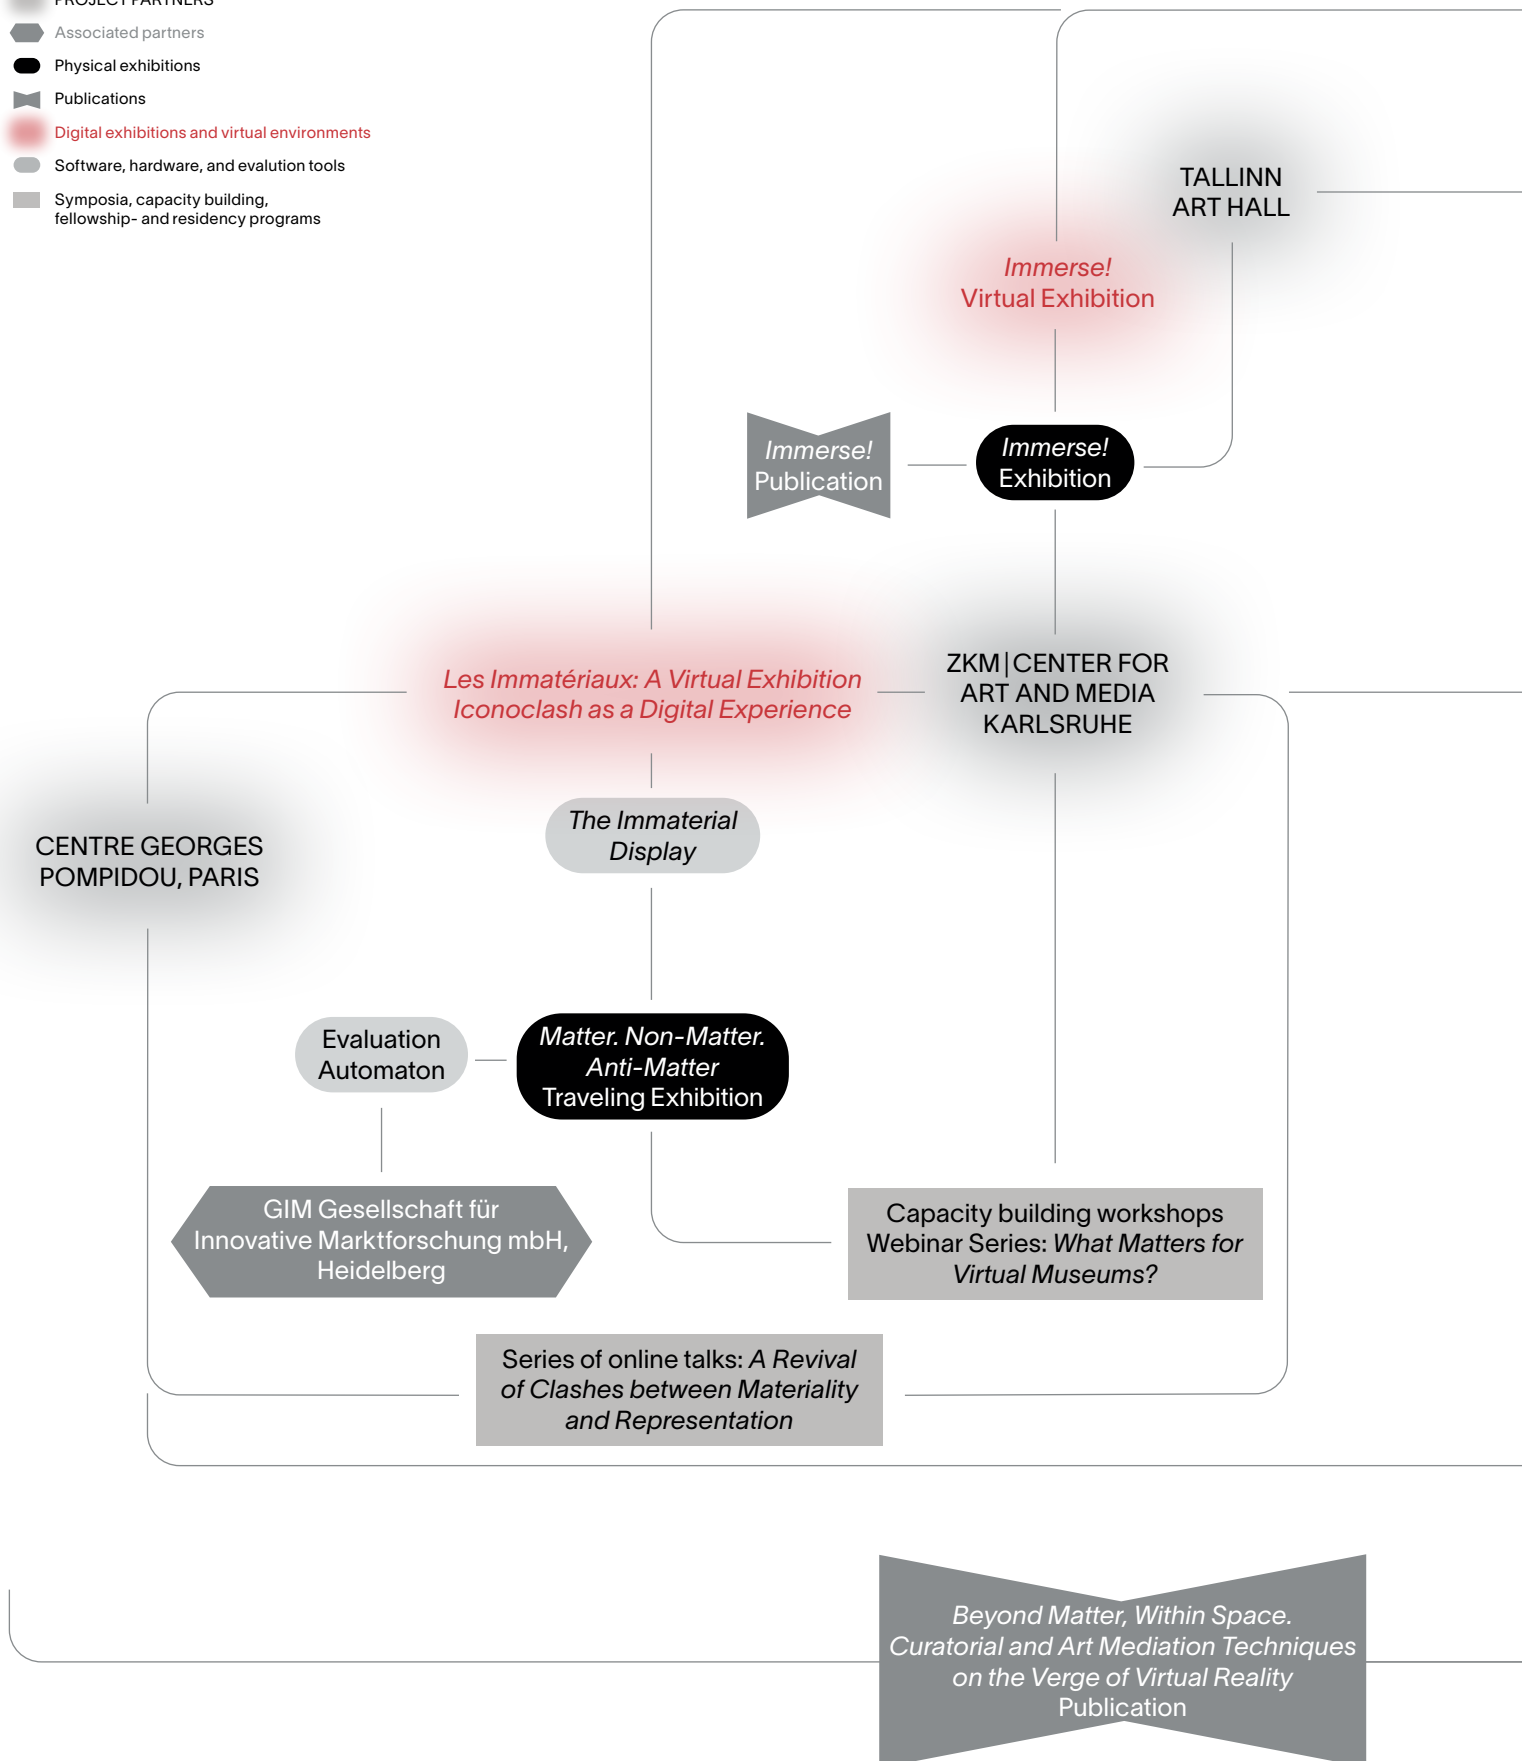 PROJECT PARTNERS
Associated partners
Physical exhibitions
Publications
Digital exhibitions and virtual environments
Software, hardware, and evalution tools
Symposia, capacity building,
fellowship- and residency programs
TALLINN
ART HALL
Immerse!
Virtual Exhibition
Immerse!
Publication
Immerse!
Exhibition
Les Immatériaux: A Virtual Exhibition
Iconoclash as a Digital Experience
ZKM|CENTER FOR
ART AND MEDIA
KARLSRUHE
CENTRE GEORGES
POMPIDOU, PARIS
The Immaterial
Display
Evaluation
Automaton
Matter. Non-Matter.
Anti-Matter
Traveling Exhibition
GIM Gesellschaft für
Innovative Marktforschung mbH,
Heidelberg
Capacity building workshops
Webinar Series: What Matters for
Virtual Museums?
Series of online talks: A Revival
of Clashes between Materiality
and Representation
Beyond Matter, Within Space.
Curatorial and Art Mediation Techniques
on the Verge of Virtual Reality
Publication